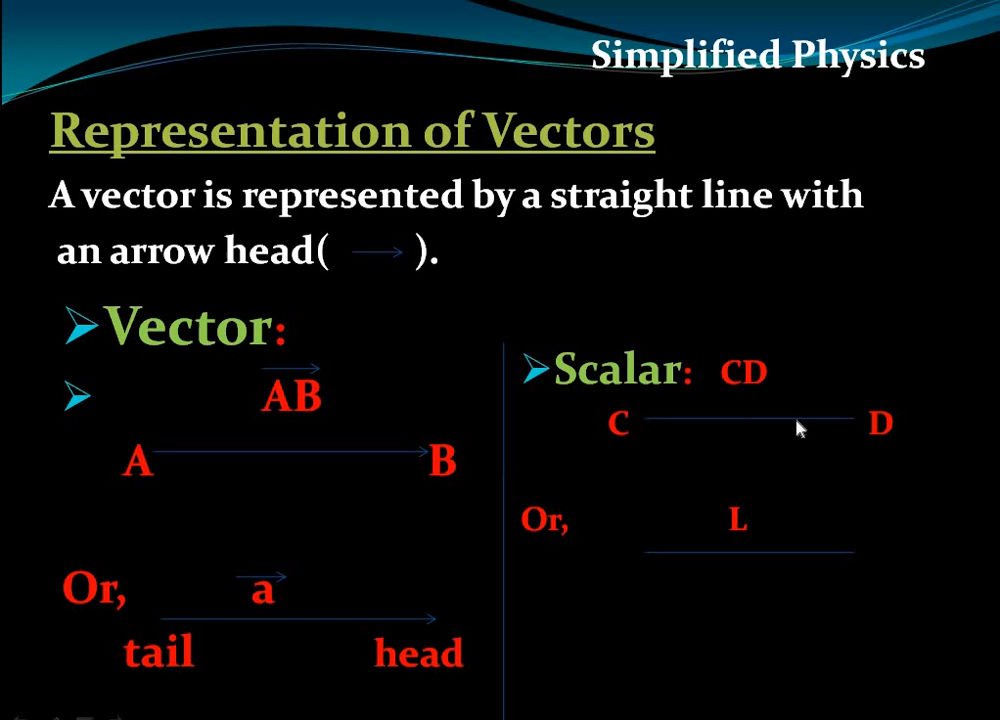 Simplified Physics
Representation of Vectors
A vector is represented by a straight line with
an arrow head( → ).
Vector:
AB
A B
Or, a
tail head
Scalar: CD
C D
Or, L